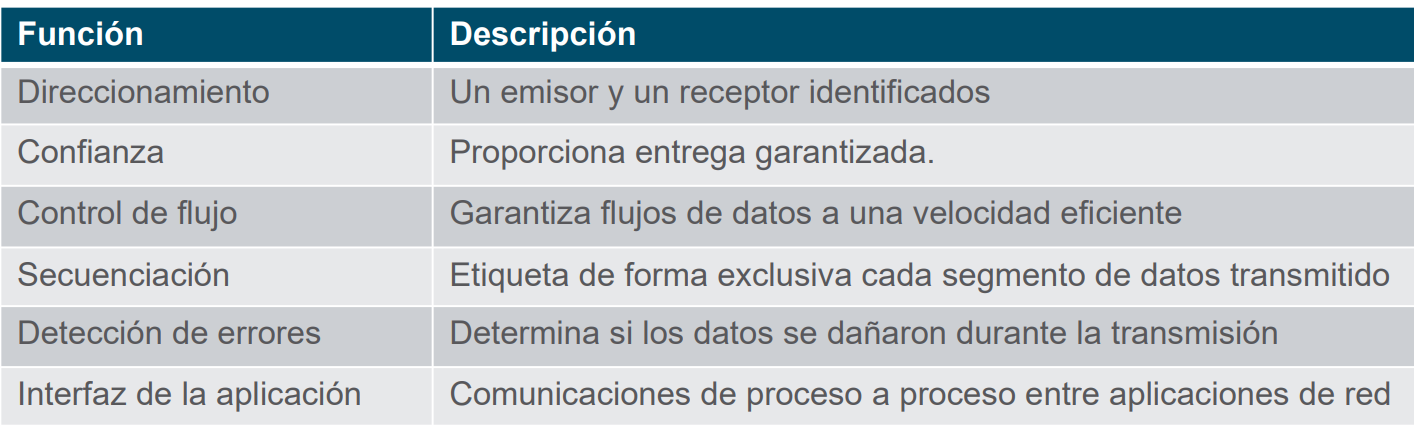 Función Descripción
Direccionamiento Un emisor y un receptor identificados
Confianza Proporciona entrega garantizada.
Control de flujo Garantiza flujos de datos a una velocidad eficiente
Secuenciación Etiqueta de forma exclusiva cada segmento de datos transmitido
Detección de errores Determina si los datos se dañaron durante la transmisión
Interfaz de la aplicación Comunicaciones de proceso a proceso entre aplicaciones de red